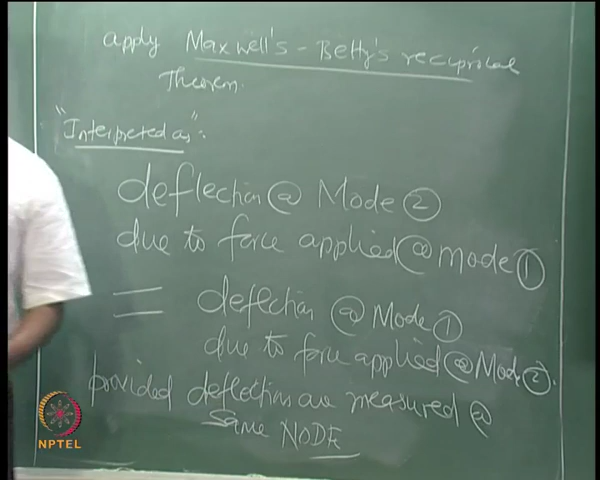 apply Maxwell's - Betty's reciprocal
Theorem.
"Interpreted as":
deflection @ Mode ②
due to force applied @ mode ①
= deflection @ Mode ①
due to force applied @ Mode ②.
provided deflection are measured @
same NODE
NPTEL